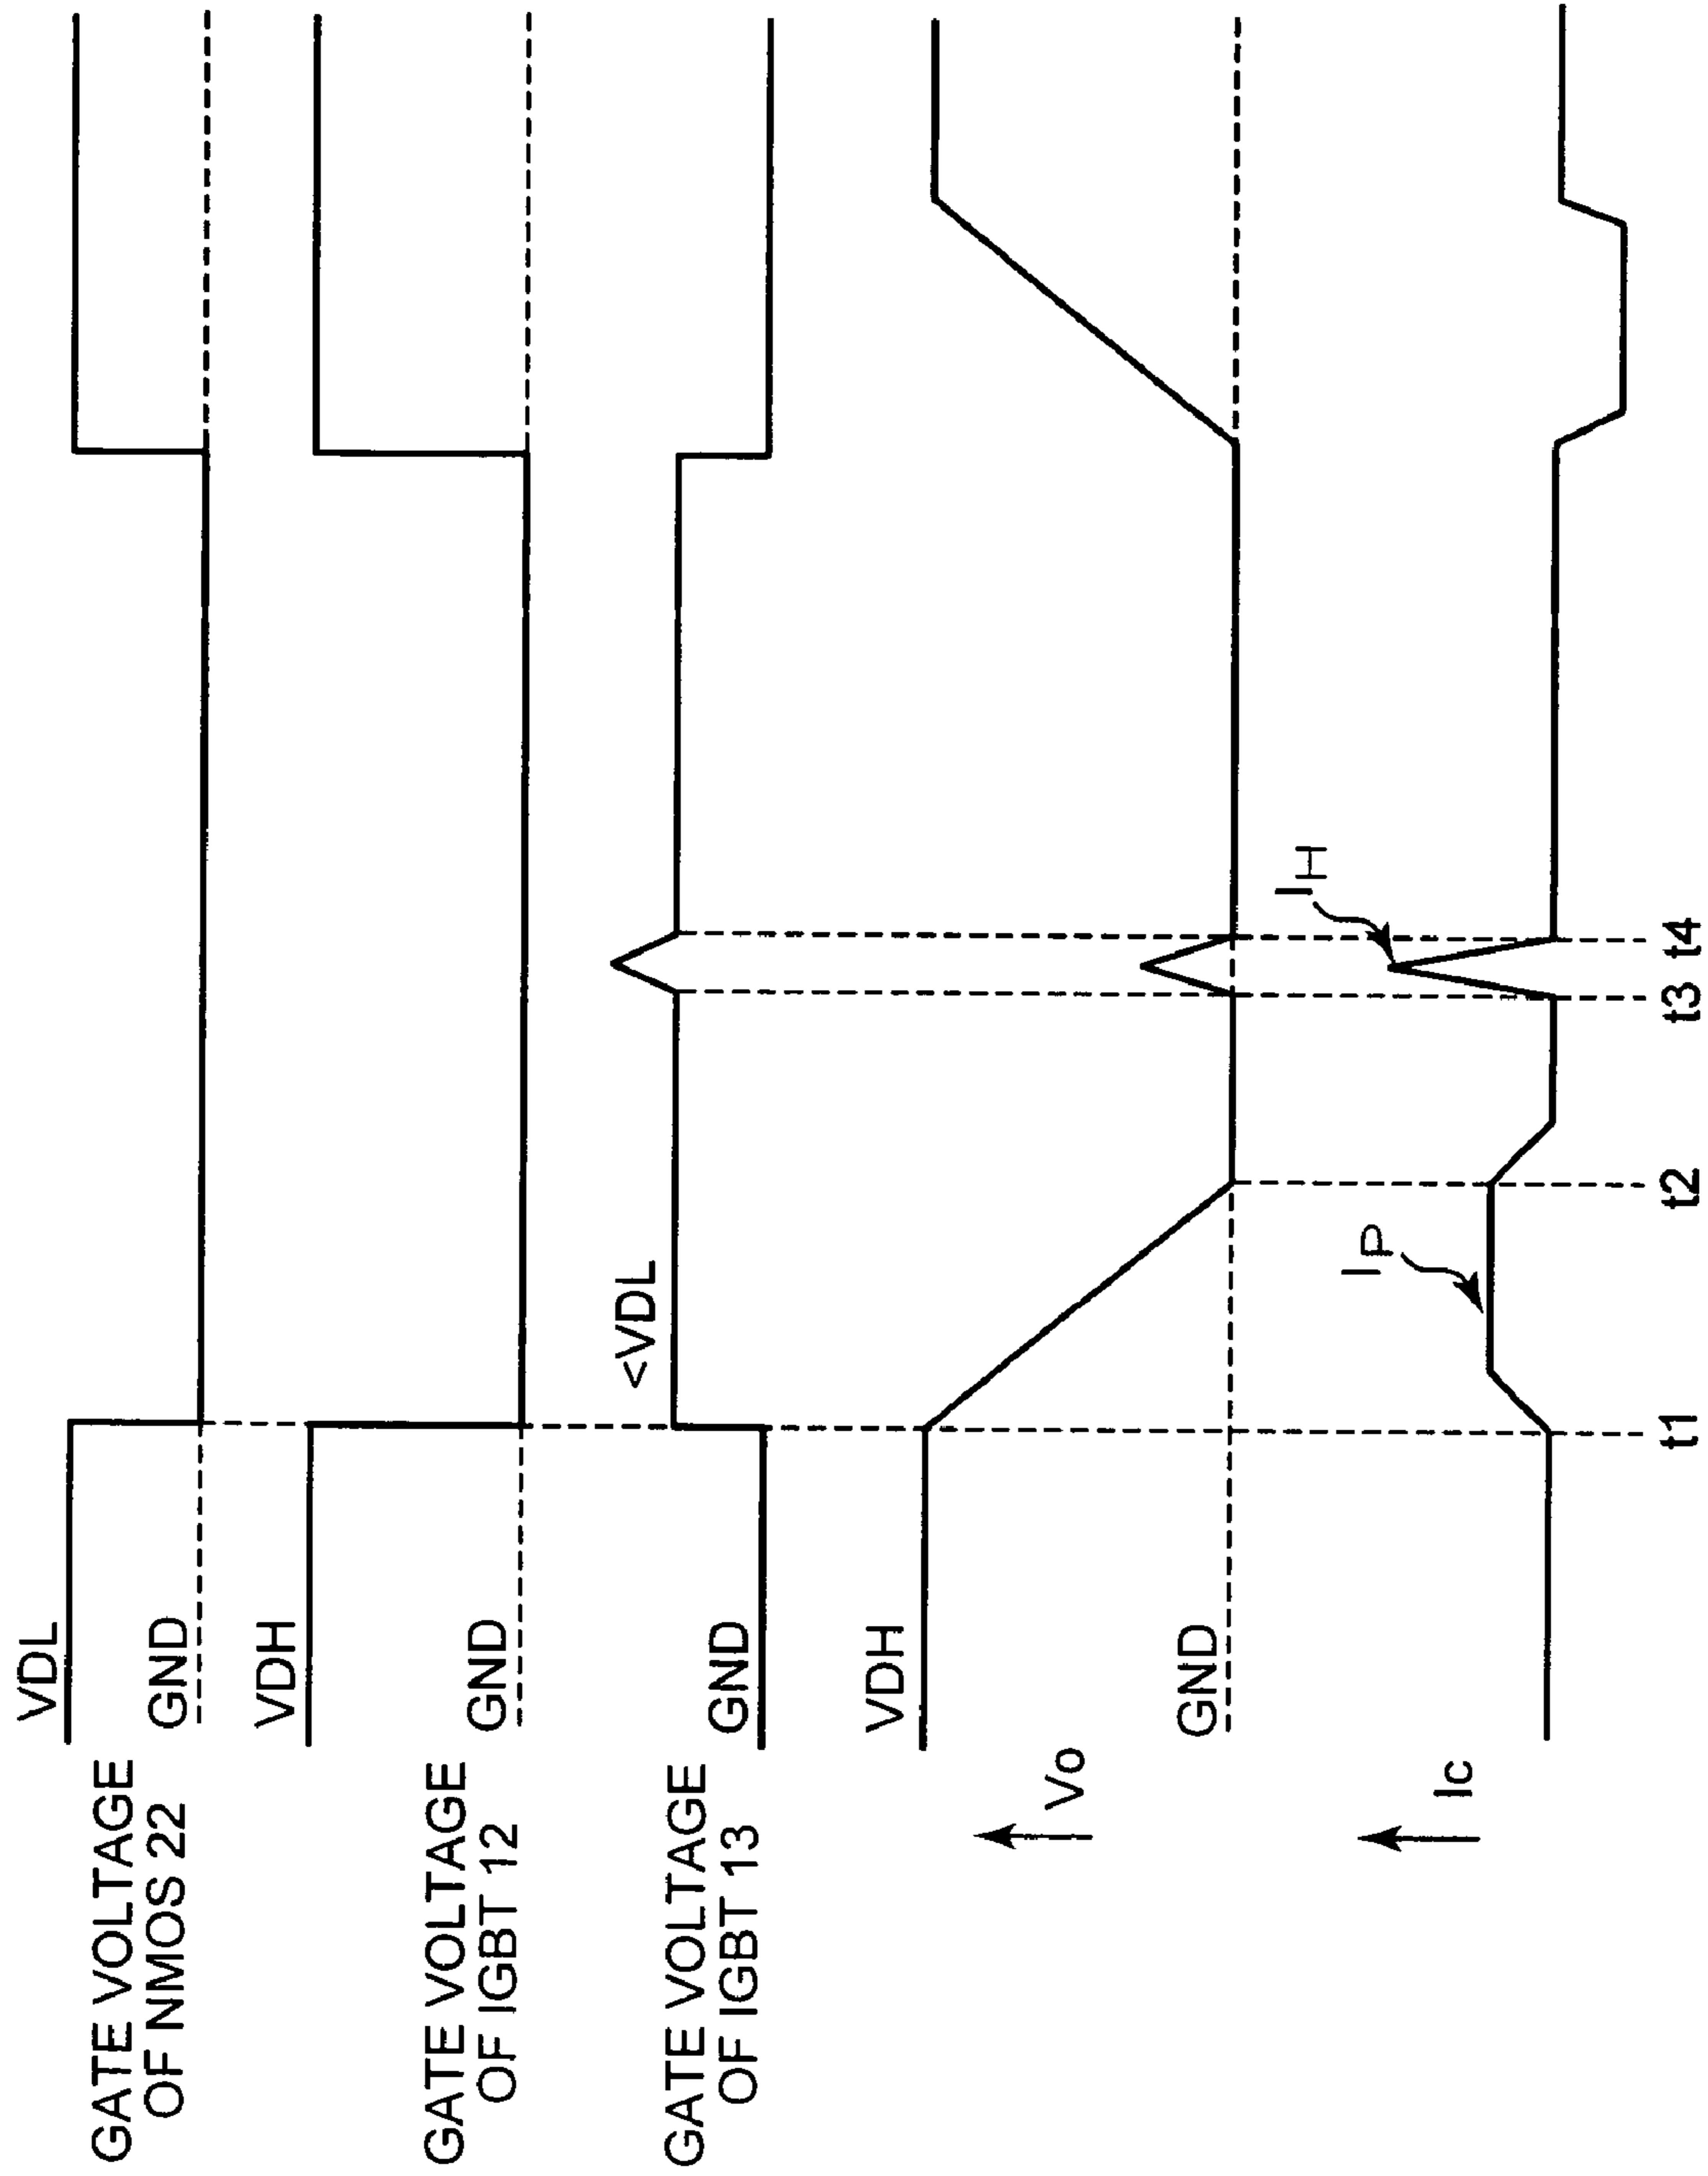 GATE VOLTAGE
OF NMOS 22
VDL
GND
GATE VOLTAGE
OF IGBT 12
VDH
GND
GATE VOLTAGE
OF IGBT 13
<VDL
GND
Vo
VDH
GND
Ic
IP
IH
t1 t2 t3 t4